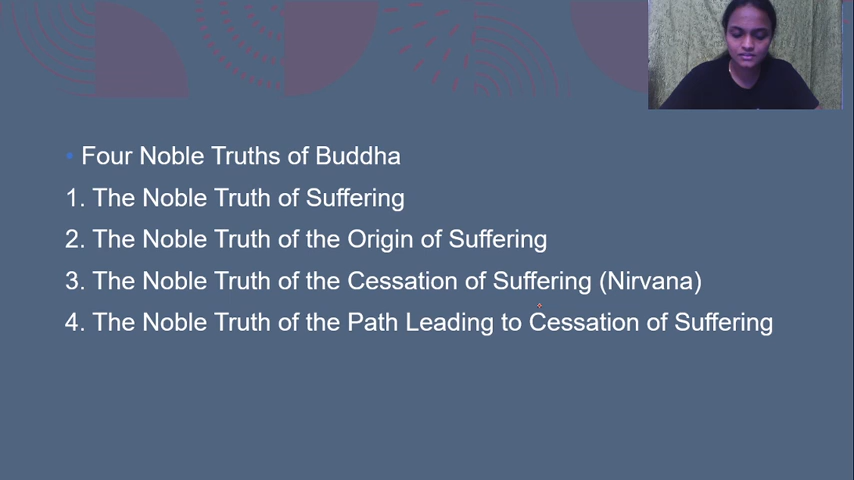 • Four Noble Truths of Buddha
1. The Noble Truth of Suffering
2. The Noble Truth of the Origin of Suffering
3. The Noble Truth of the Cessation of Suffering (Nirvana)
4. The Noble Truth of the Path Leading to Cessation of Suffering